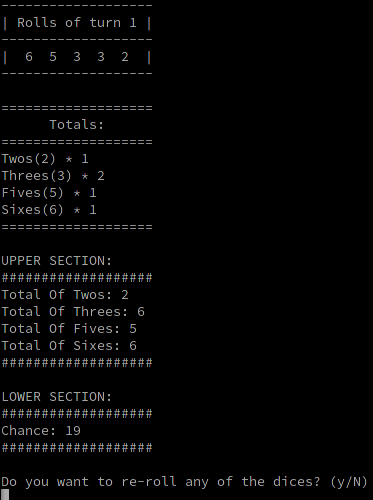 -------------------
| Rolls of turn 1 |
-------------------
|  6  5  3  3  2  |
-------------------

===================
      Totals:
===================
Twos(2) * 1
Threes(3) * 2
Fives(5) * 1
Sixes(6) * 1
===================

UPPER SECTION:
###################
Total Of Twos: 2
Total Of Threes: 6
Total Of Fives: 5
Total Of Sixes: 6
###################

LOWER SECTION:
###################
Chance: 19
###################

Do you want to re-roll any of the dices? (y/N)